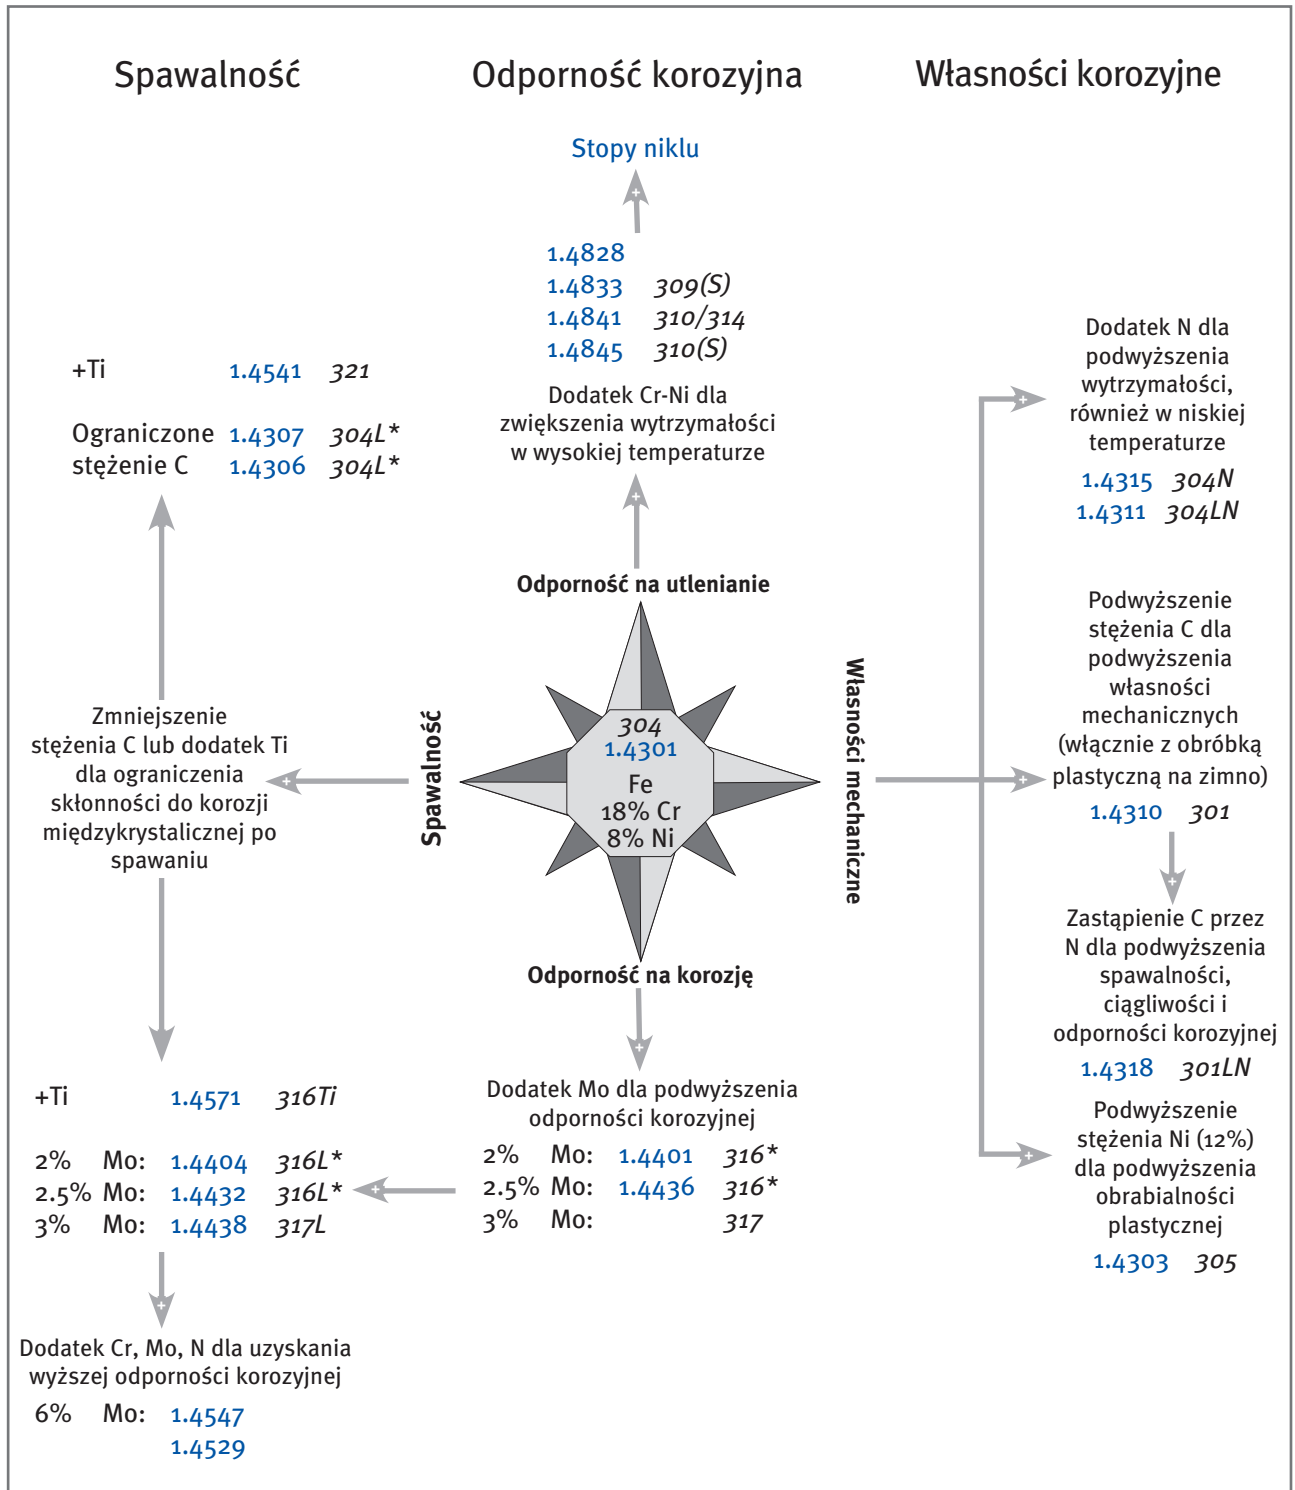 Spawalność
Odporność korozyjna
Własności korozyjne
Stopy niklu
1.4828
1.4833 309(S)
1.4841 310/314
1.4845 310(S)
Dodatek Cr-Ni dla
zwiększenia wytrzymałości
w wysokiej temperaturze
+Ti 1.4541 321
Ograniczone 1.4307 304L*
stężenie C 1.4306 304L*
Dodatek N dla
podwyższenia
wytrzymałości,
również w niskiej
temperaturze
1.4315 304N
1.4311 304LN
Odporność na utlenianie
Zmniejszenie
stężenia C lub dodatek Ti
dla ograniczenia
skłonności do korozji
międzykrystalicznej po
spawaniu
Spawalność
304
1.4301
Fe
18% Cr
8% Ni
Własności mechaniczne
Podwyższenie
stężenia C dla
podwyższenia
własności
mechanicznych
(włącznie z obróbką
plastyczną na zimno)
1.4310 301
Zastąpienie C przez
N dla podwyższenia
spawalności,
ciągliwości i
odporności korozyjnej
1.4318 301LN
Podwyższenie
stężenia Ni (12%)
dla podwyższenia
obrabialności
plastycznej
1.4303 305
Odporność na korozję
Dodatek Mo dla podwyższenia
odporności korozyjnej
2% Mo: 1.4401 316*
2.5% Mo: 1.4436 316*
3% Mo: 317
+Ti 1.4571 316Ti
2% Mo: 1.4404 316L*
2.5% Mo: 1.4432 316L*
3% Mo: 1.4438 317L
Dodatek Cr, Mo, N dla uzyskania
wyższej odporności korozyjnej
6% Mo: 1.4547
1.4529